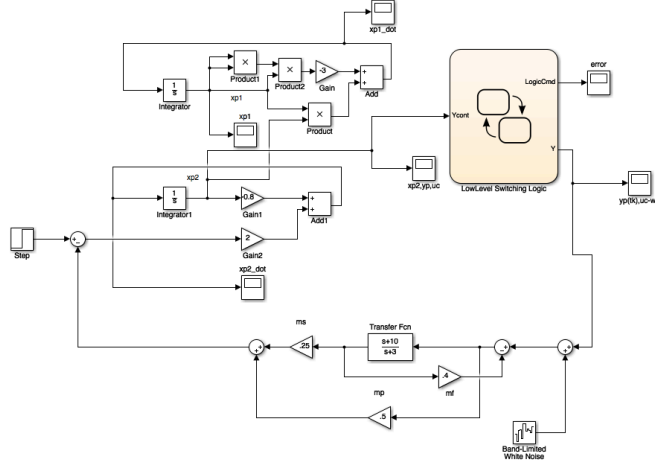 xp1_dot
×
Product1
×
Product2
-3
Gain
+
+
Add
1
s
Integrator
xp1
xp1
×
Product
error
LogicCmd
Ycont
Y
LowLevel Switching Logic
xp2
xp2,yp,uc
yp(tk),uc-w
1
s
Integrator1
-0.8
Gain1
+
+
Add1
Step
2
Gain2
xp2_dot
ms
.25
Transfer Fcn
s+10
s+3
.4
mf
mp
.5
Band-Limited
White Noise